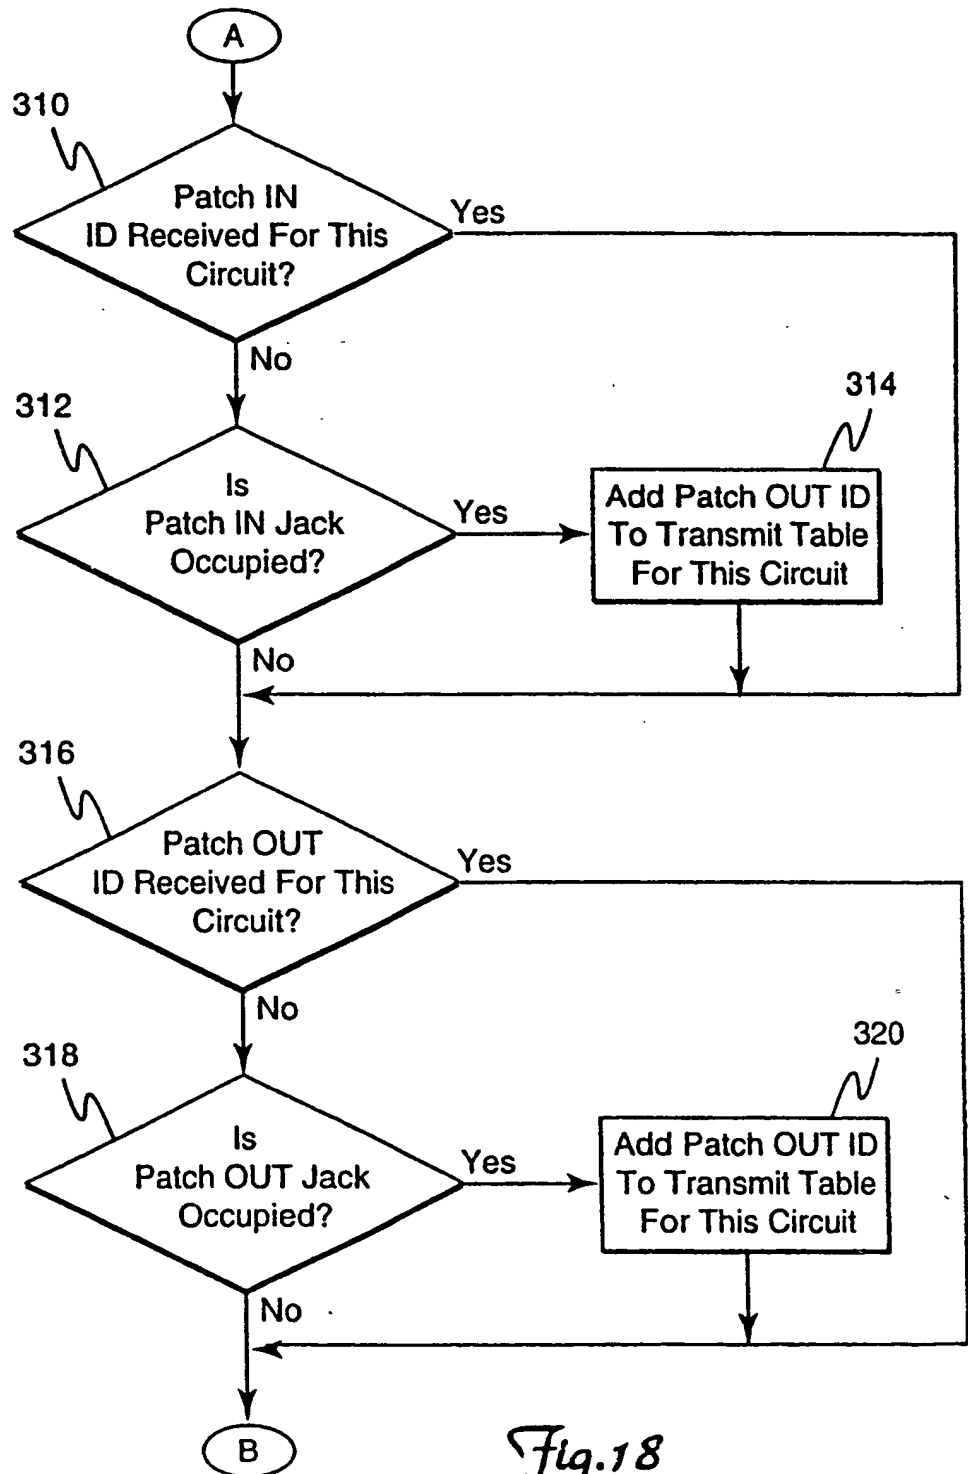 A
310
Patch IN
ID Received For This
Circuit?
Yes
No
312
Is
Patch IN Jack
Occupied?
Yes
314
Add Patch OUT ID
To Transmit Table
For This Circuit
No
316
Patch OUT
ID Received For This
Circuit?
Yes
No
318
Is
Patch OUT Jack
Occupied?
Yes
320
Add Patch OUT ID
To Transmit Table
For This Circuit
No
B
Fig.18